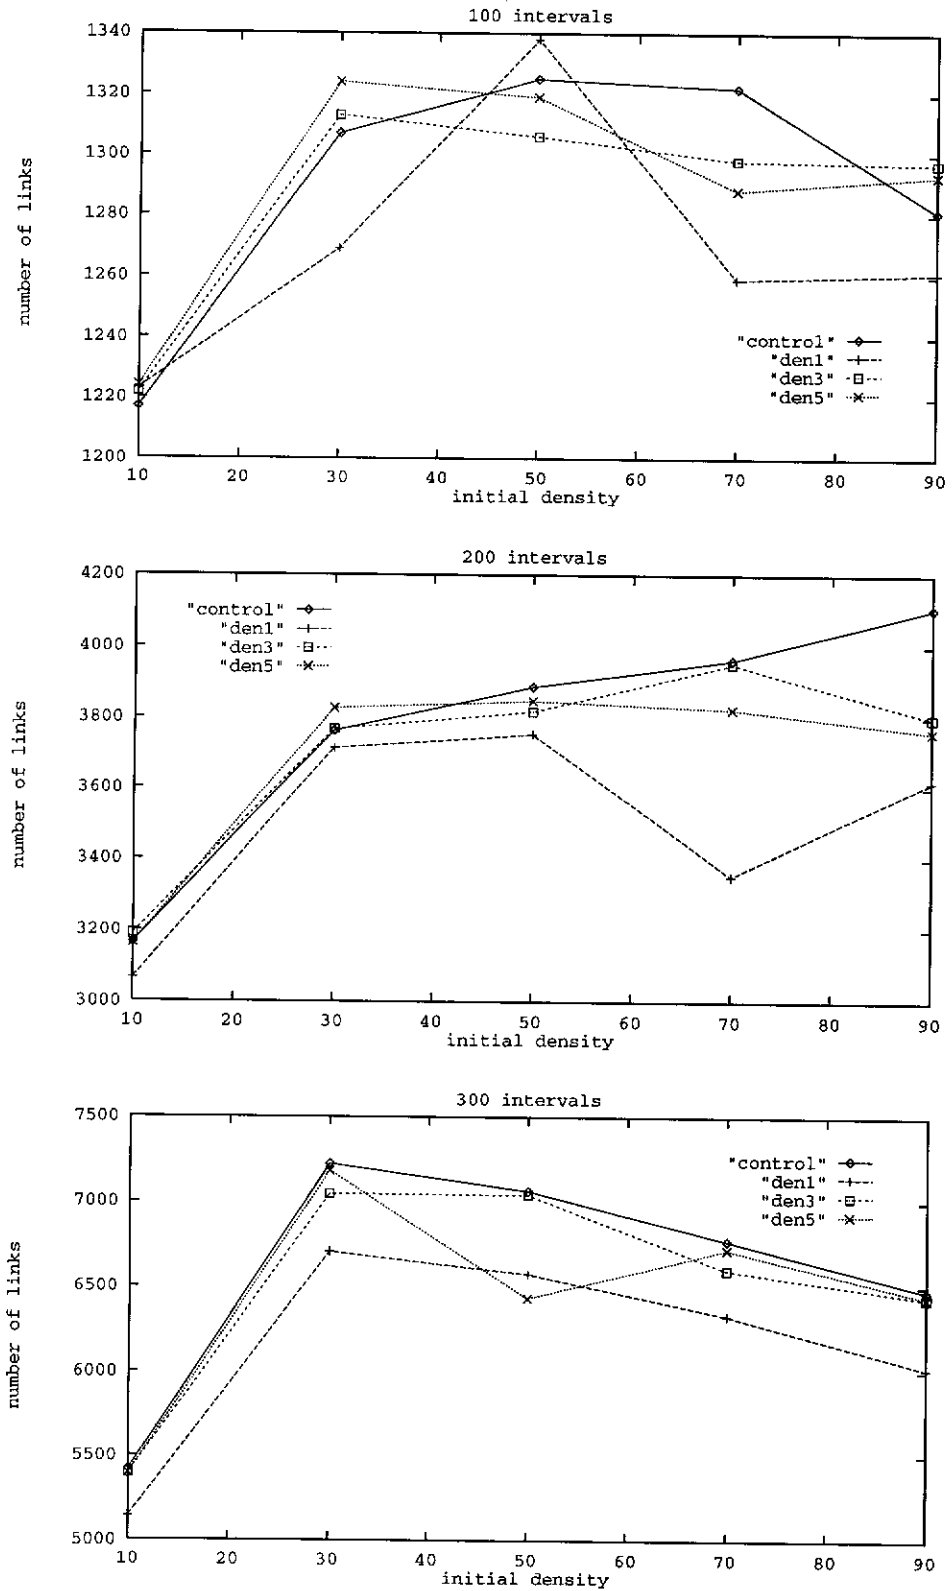 100 intervals
1340
1320
1300
1280
1260
1240
1220
1200
number of links
"control"
"den1"
"den3"
"den5"
10 20 30 40 50 60 70 80 90
initial density
200 intervals
4200
4000
3800
3600
3400
3200
3000
number of links
"control"
"den1"
"den3"
"den5"
10 20 30 40 50 60 70 80 90
initial density
300 intervals
7500
7000
6500
6000
5500
5000
number of links
"control"
"den1"
"den3"
"den5"
10 20 30 40 50 60 70 80 90
initial density